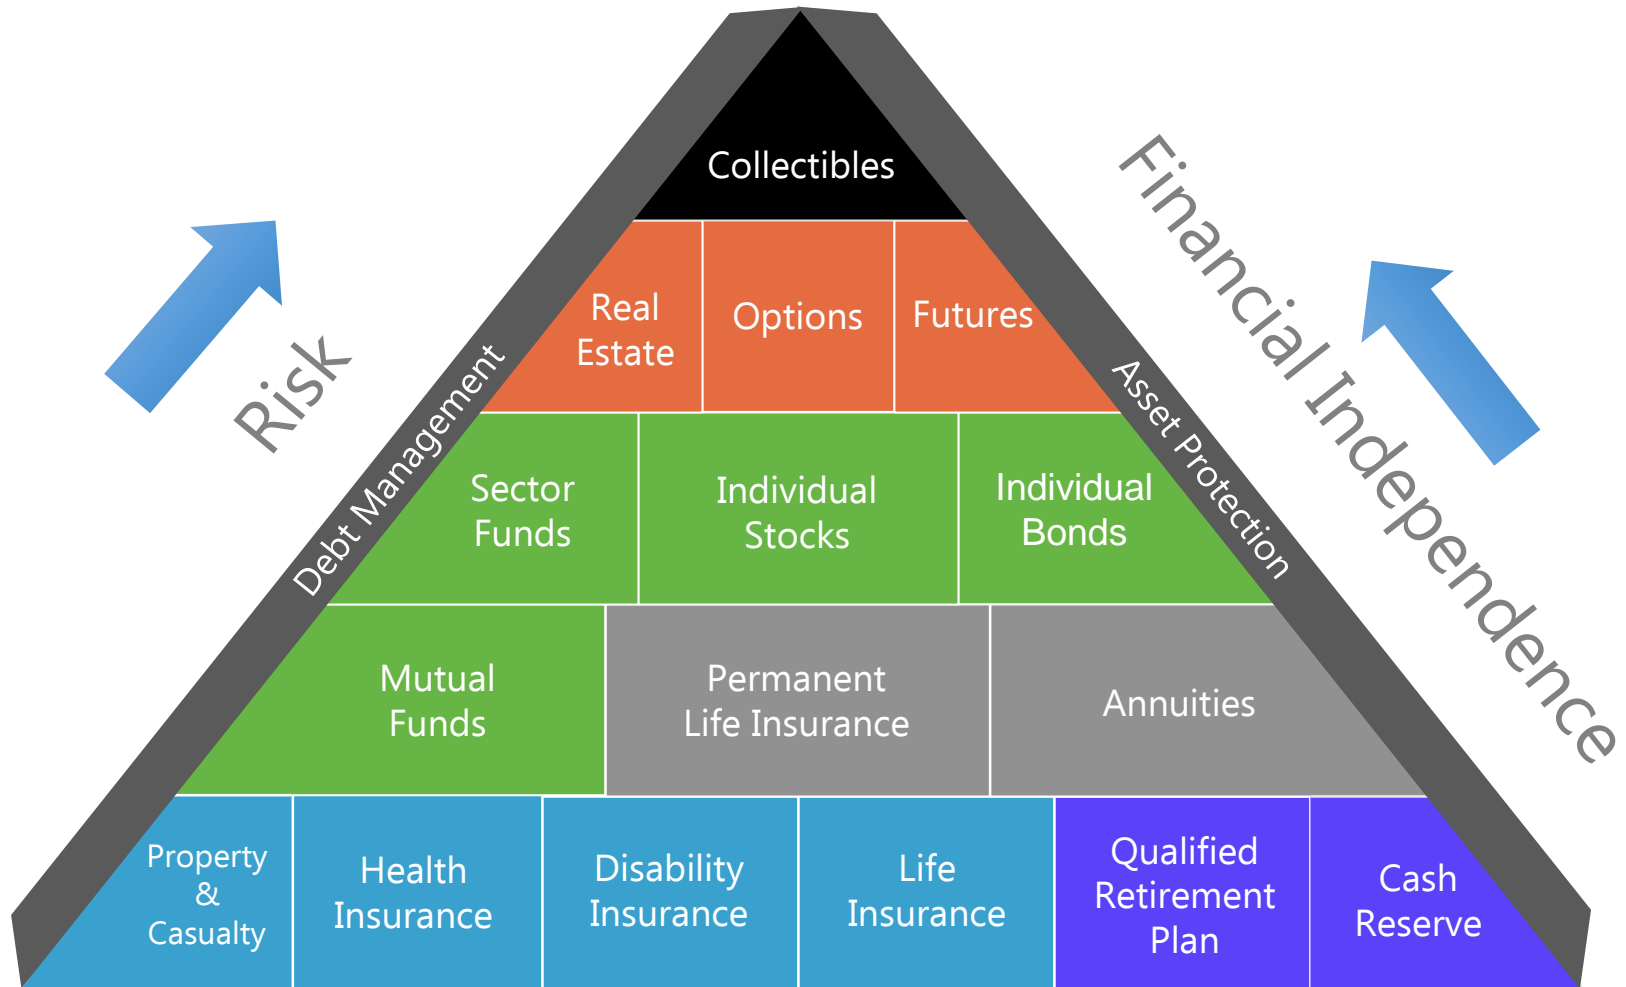 Collectibles
Real
Estate
Options
Futures
Risk
Financial Independence
Debt Management
Asset Protection
Sector
Funds
Individual
Stocks
Individual
Bonds
Mutual
Funds
Permanent
Life Insurance
Annuities
Property
&
Casualty
Health
Insurance
Disability
Insurance
Life
Insurance
Qualified
Retirement
Plan
Cash
Reserve